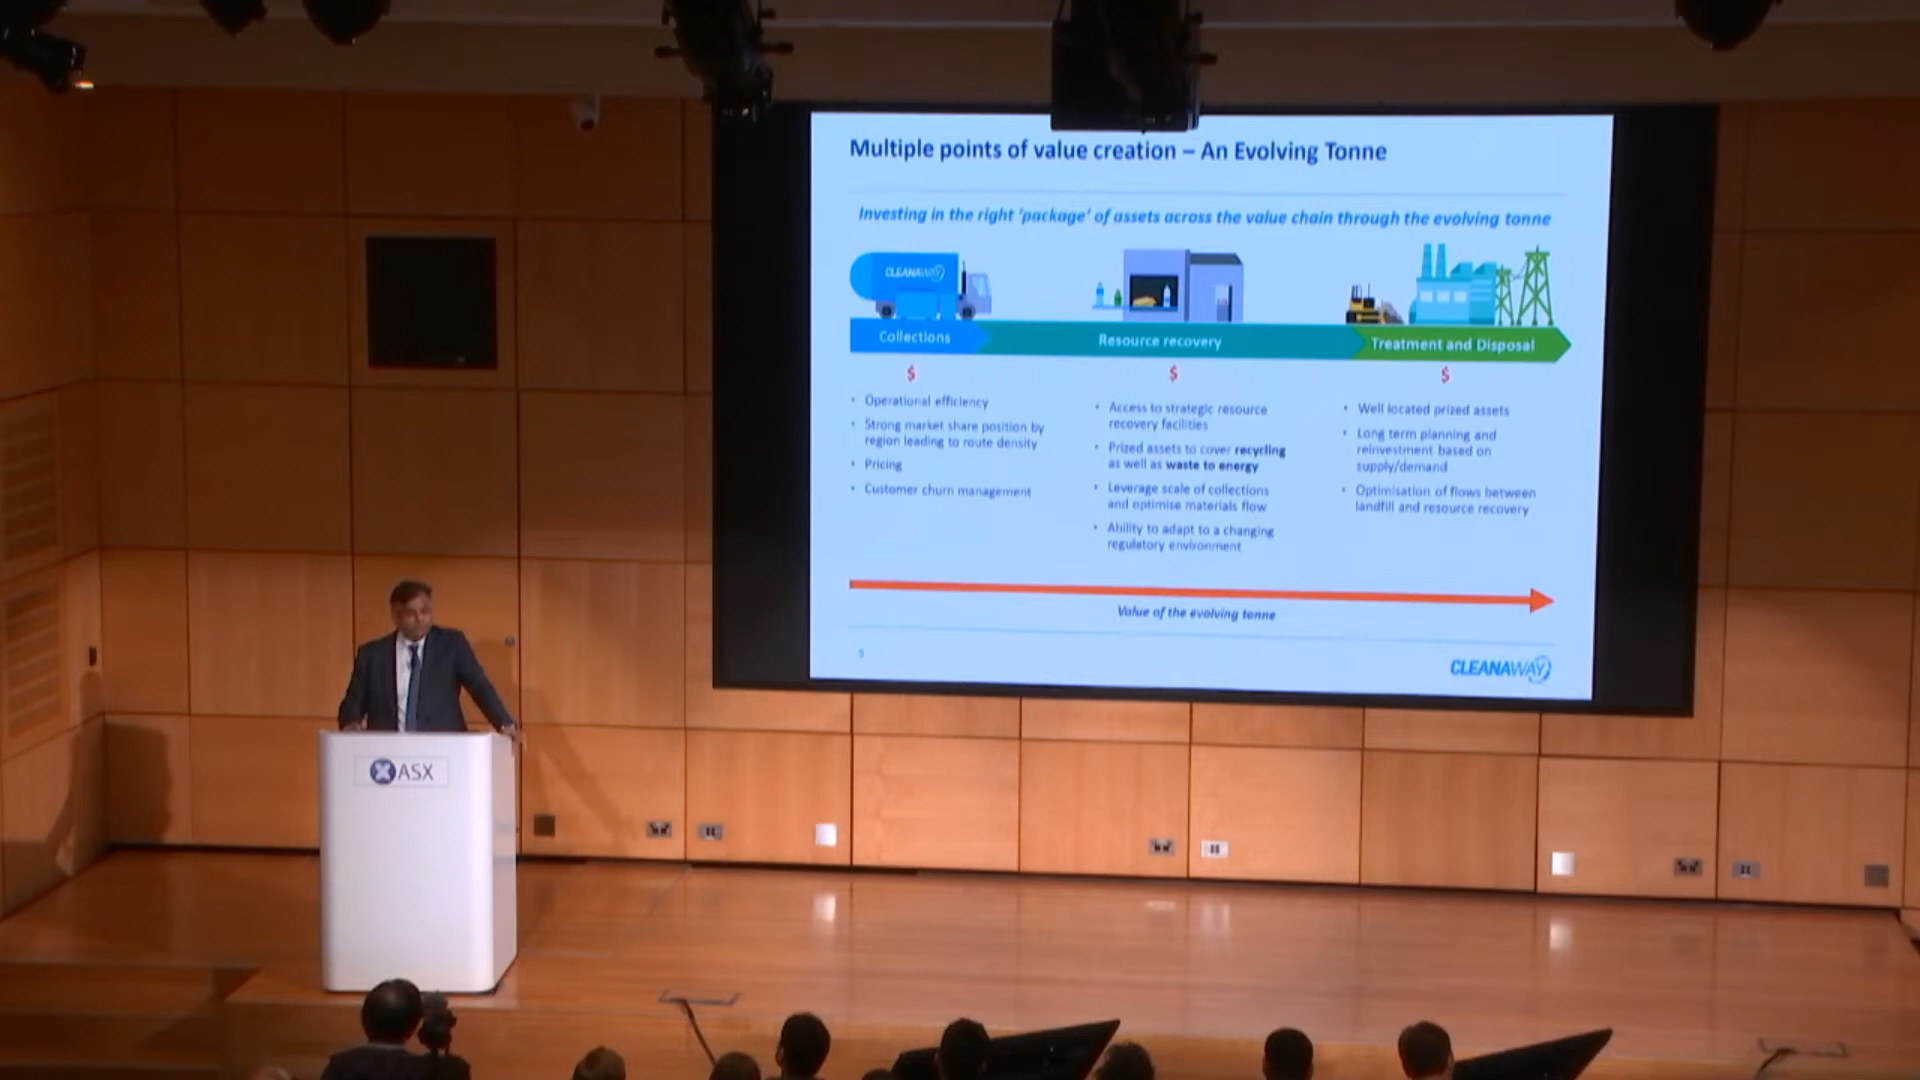 Multiple points of value creation – An Evolving Tonne
Investing in the right ‘package’ of assets across the value chain through the evolving tonne
CLEANAWAY
Collections
Resource recovery
Treatment and Disposal
$
$
$
• Operational efficiency
• Strong market share position by
region leading to route density
• Pricing
• Customer churn management
• Access to strategic resource
recovery facilities
• Prized assets to cover recycling
as well as waste to energy
• Leverage scale of collections
and optimise materials flow
• Ability to adapt to a changing
regulatory environment
• Well located prized assets
• Long term planning and
reinvestment based on
supply/demand
• Optimisation of flows between
landfill and resource recovery
Value of the evolving tonne
9
CLEANAWAY
ASX